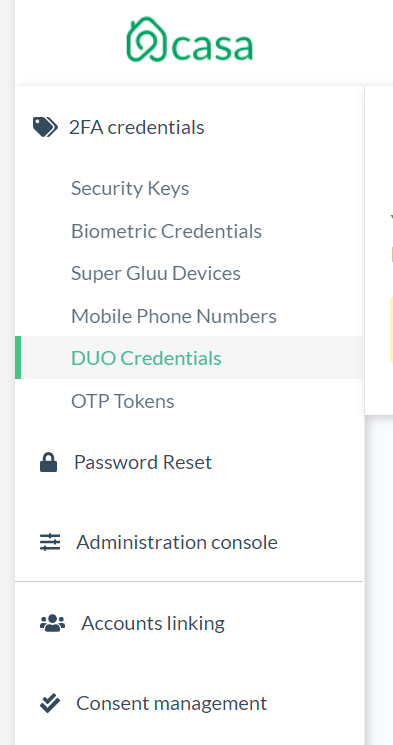 casa
2FA credentials
Security Keys
Biometric Credentials
Super Gluu Devices
Mobile Phone Numbers
DUO Credentials
OTP Tokens
Password Reset
Administration console
Accounts linking
Consent management